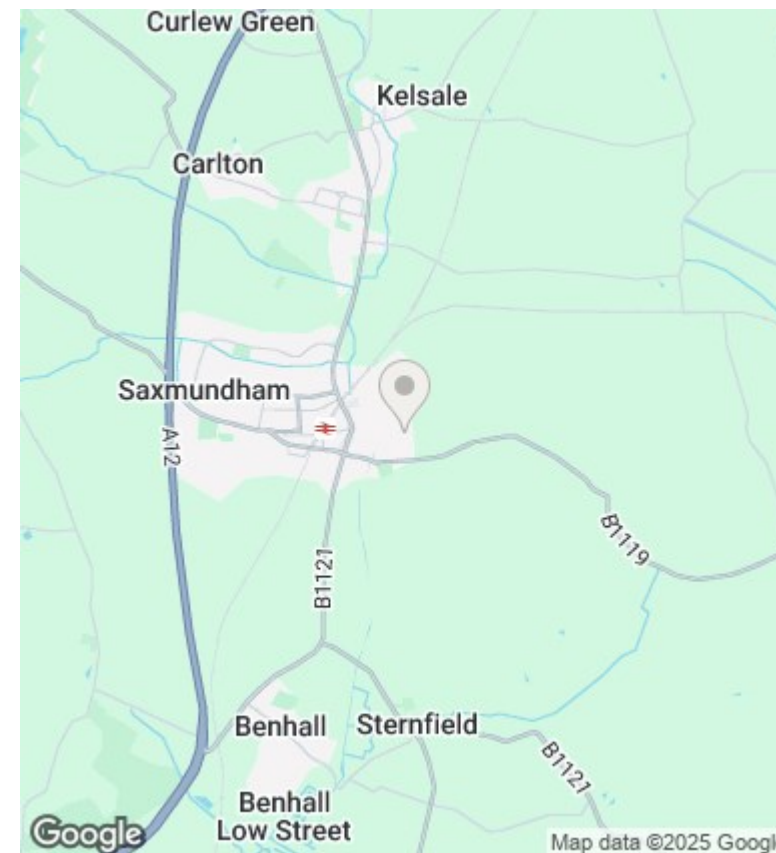 Curlew Green
Kelsale
Carlton
Saxmundham
A12
B1119
B1121
Benhall
Sternfield
B1121
Benhall
Low Street
Google
Map data ©2025 Googl